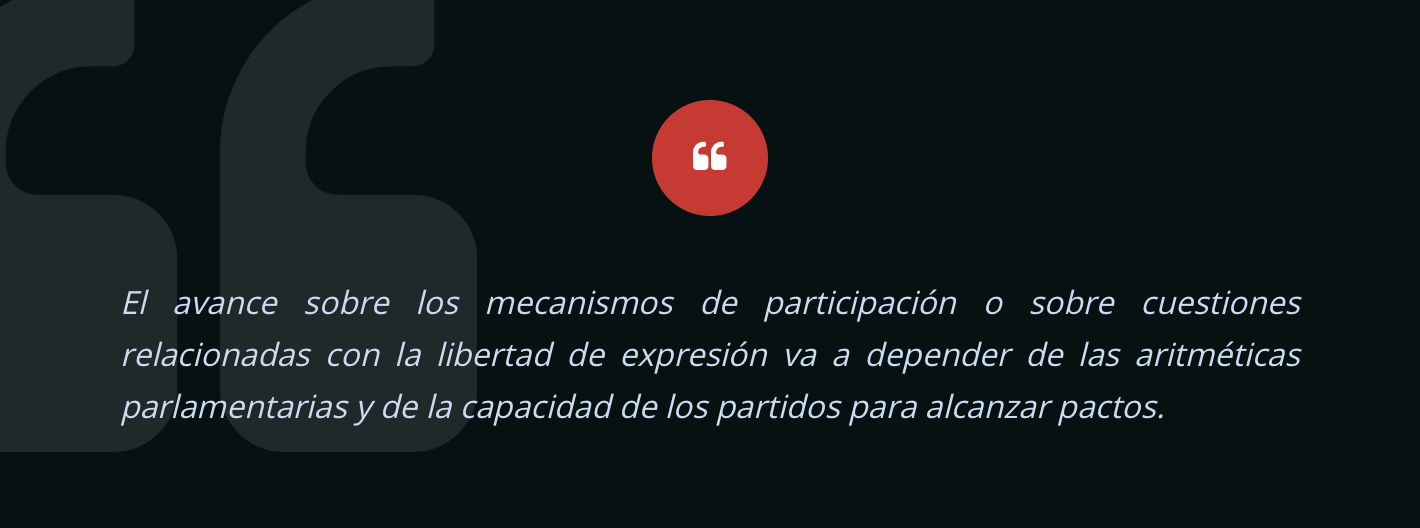 El avance sobre los mecanismos de participación o sobre cuestiones
relacionadas con la libertad de expresión va a depender de las aritméticas
parlamentarias y de la capacidad de los partidos para alcanzar pactos.